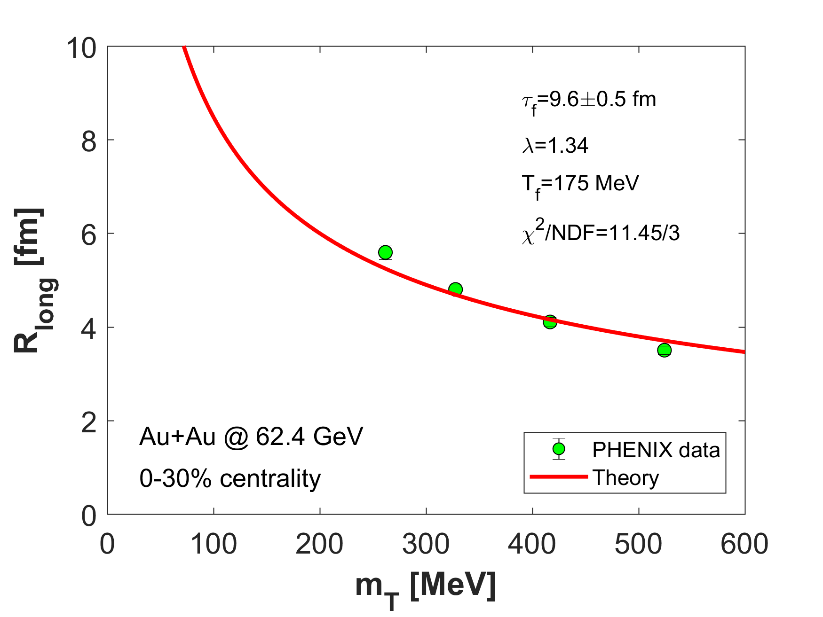 10
8
6
4
2
0
0 100 200 300 400 500 600
R_long [fm]
m_T [MeV]
τ_f=9.6±0.5 fm
λ=1.34
T_f=175 MeV
χ²/NDF=11.45/3
Au+Au @ 62.4 GeV
0-30% centrality
PHENIX data
Theory